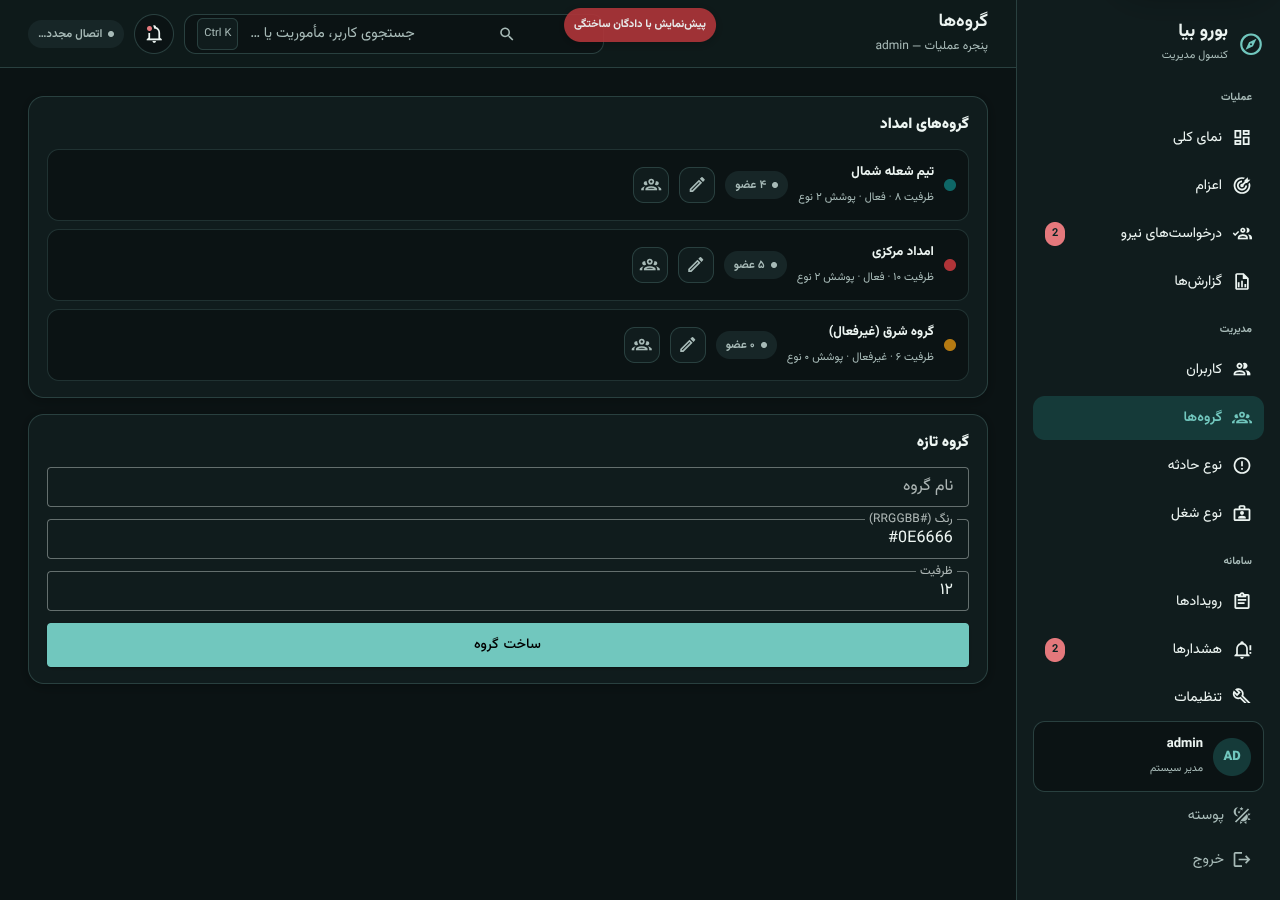 بورو بیا
کنسول مدیریت
عملیات
نمای کلی
اعزام
درخواست‌های نیرو
2
گزارش‌ها
مدیریت
کاربران
گروه‌ها
نوع حادثه
نوع شغل
سامانه
رویدادها
هشدارها
2
تنظیمات
AD
admin
مدیر سیستم
پوسته
خروج
گروه‌ها
پنجره عملیات — admin
پیش‌نمایش با دادگان ساختگی
جستجوی کاربر، مأموریت یا ...
Ctrl K
اتصال مجدد...
گروه‌های امداد
تیم شعله شمال
ظرفیت ۸ · فعال · پوشش ۲ نوع
۴ عضو
امداد مرکزی
ظرفیت ۱۰ · فعال · پوشش ۲ نوع
۵ عضو
گروه شرق (غیرفعال)
ظرفیت ۶ · غیرفعال · پوشش ۰ نوع
۰ عضو
گروه تازه
نام گروه
رنگ (#RRGGBB)
#0E6666
ظرفیت
۱۲
ساخت گروه